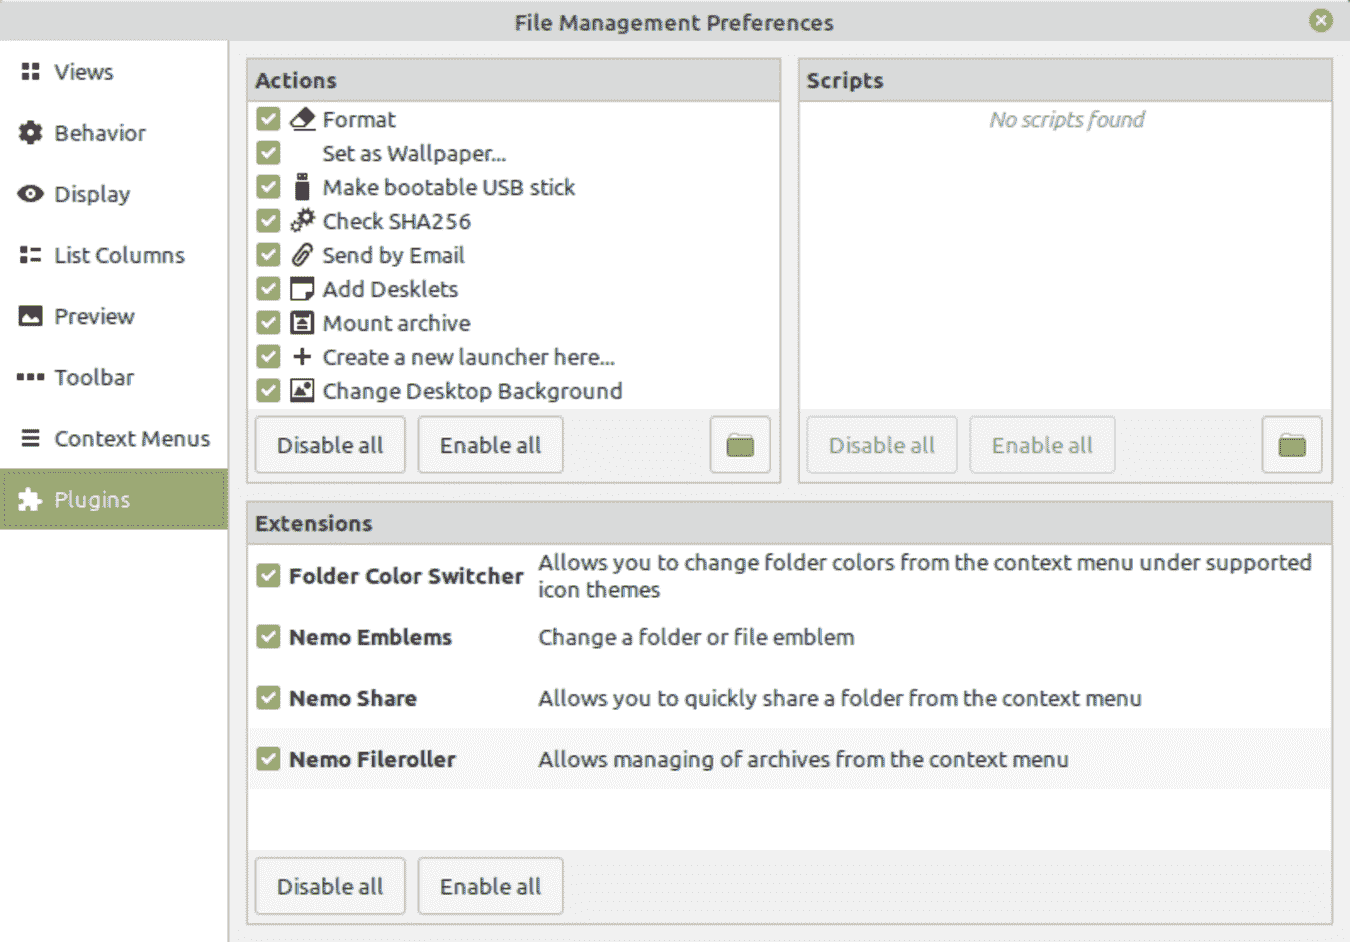 File Management Preferences
Views
Behavior
Display
List Columns
Preview
Toolbar
Context Menus
Plugins
Actions
Format
Set as Wallpaper...
Make bootable USB stick
Check SHA256
Send by Email
Add Desklets
Mount archive
Create a new launcher here...
Change Desktop Background
Disable all
Enable all
Scripts
No scripts found
Disable all
Enable all
Extensions
Folder Color Switcher
Allows you to change folder colors from the context menu under supported
icon themes
Nemo Emblems
Change a folder or file emblem
Nemo Share
Allows you to quickly share a folder from the context menu
Nemo Fileroller
Allows managing of archives from the context menu
Disable all
Enable all